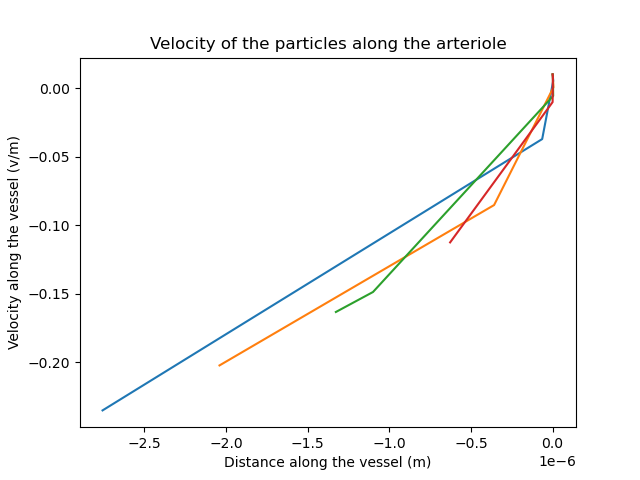 Velocity of the particles along the arteriole
Velocity along the vessel (v/m)
0.00
−0.05
−0.10
−0.15
−0.20
−2.5 −2.0 −1.5 −1.0 −0.5 0.0
1e−6
Distance along the vessel (m)